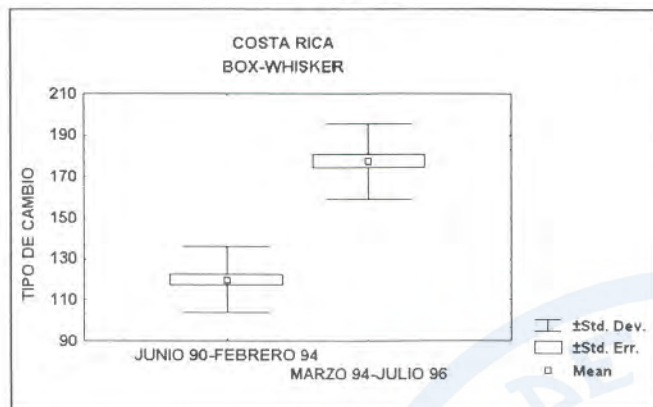 COSTA RICA
BOX-WHISKER
TIPO DE CAMBIO
210
190
170
150
130
110
90
JUNIO 90-FEBRERO 94
MARZO 94-JULIO 96
±Std. Dev.
±Std. Err.
Mean